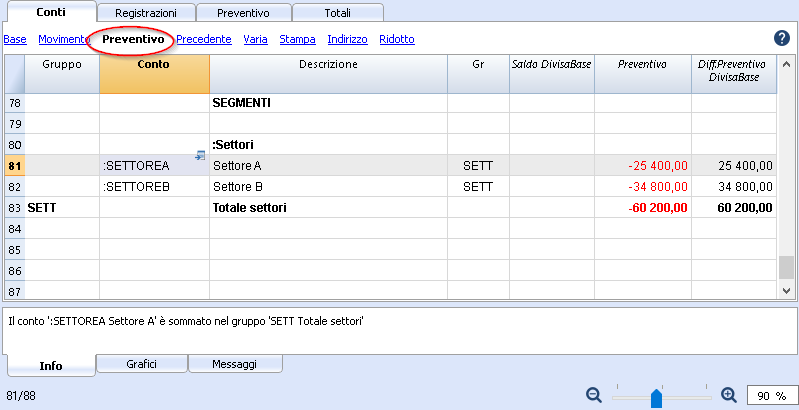 Conti Registrazioni Preventivo Totali
Base Movimento Preventivo Precedente Varia Stampa Indirizzo Ridotto ?
Gruppo Conto Descrizione Gr Saldo DivisaBase Preventivo Diff.Preventivo
DivisaBase
78 SEGMENTI
79
80 :Settori
81 :SETTOREA Settore A SETT -25 400,00 25 400,00
82 :SETTOREB Settore B SETT -34 800,00 34 800,00
83 SETT Totale settori -60 200,00 60 200,00
84
85
86
87
Il conto ':SETTOREA Settore A' è sommato nel gruppo 'SETT Totale settori'
Info Grafici Messaggi
81/88 90 %